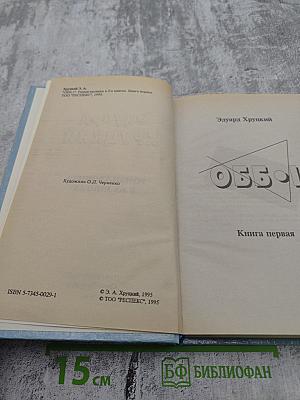 Хруцкий Э. А.
Художник О.Л. Черненко
© Э. А. Хруцкий, 1995
© ТОО "РЕСПЕКС", 1995
ISBN 5-7345-0029-1
Эдуард Хруцкий
ОББ•
Книга первая
15 см
БФ БИБЛИОФАН